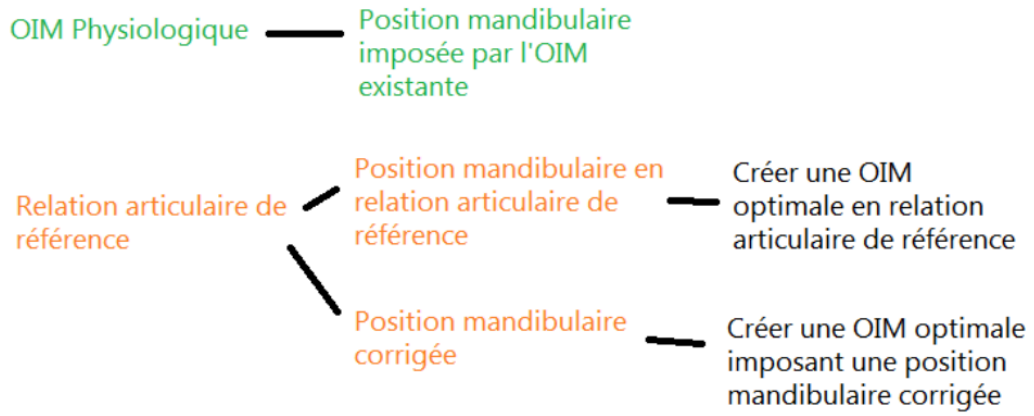 OIM Physiologique
Position mandibulaire
imposée par l'OIM
existante
Relation articulaire de
référence
Position mandibulaire en
relation articulaire de
référence
Créer une OIM
optimale en relation
articulaire de référence
Position mandibulaire
corrigée
Créer une OIM optimale
imposant une position
mandibulaire corrigée